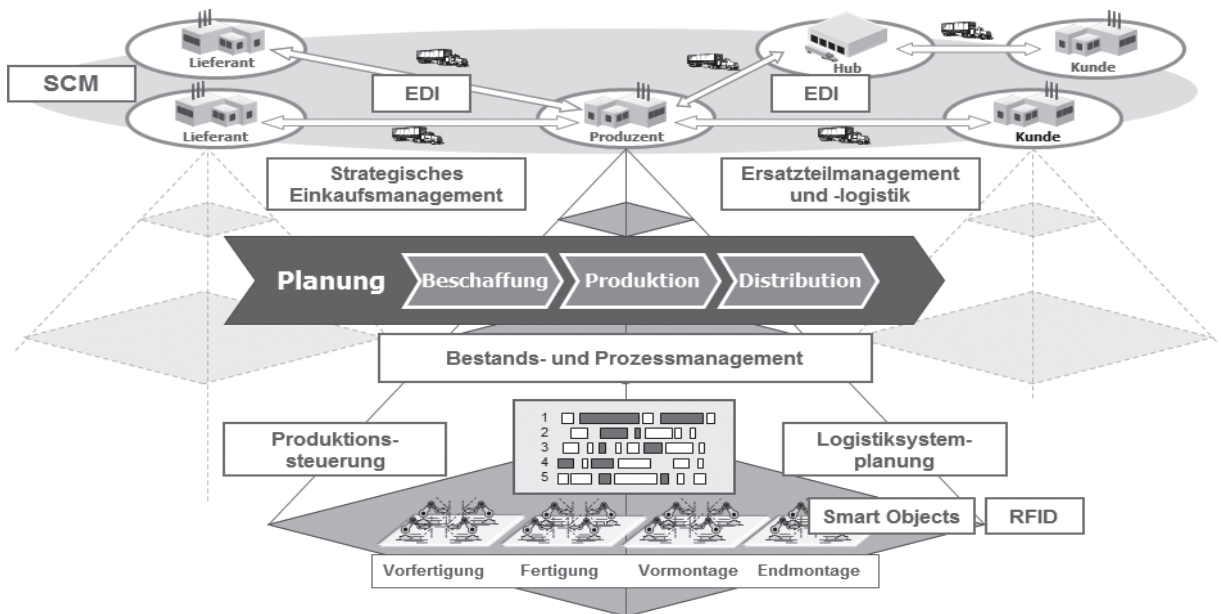 Lieferant
Hub
Kunde
SCM
EDI
EDI
Lieferant
Produzent
Kunde
Strategisches
Einkaufsmanagement
Ersatzteilmanagement
und -logistik
Planung
Beschaffung
Produktion
Distribution
Bestands- und Prozessmanagement
Produktions-
steuerung
1
2
3
4
5
Logistiksystem-
planung
Smart Objects
RFID
Vorfertigung
Fertigung
Vormontage
Endmontage